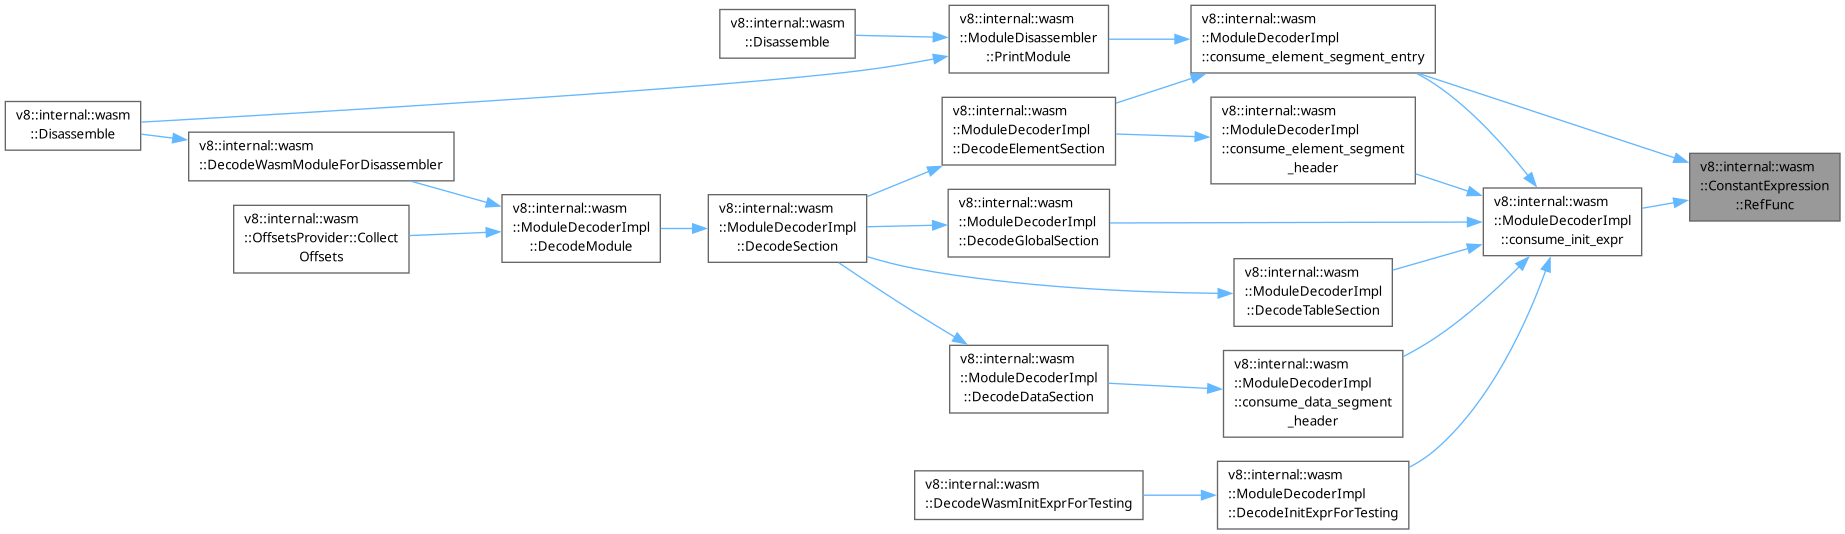 v8::internal::wasm
::Disassemble
v8::internal::wasm
::ModuleDisassembler
::PrintModule
v8::internal::wasm
::ModuleDecoderImpl
::consume_element_segment_entry
v8::internal::wasm
::Disassemble
v8::internal::wasm
::DecodeWasmModuleForDisassembler
v8::internal::wasm
::ModuleDecoderImpl
::DecodeElementSection
v8::internal::wasm
::ModuleDecoderImpl
::consume_element_segment
_header
v8::internal::wasm
::ConstantExpression
::RefFunc
v8::internal::wasm
::OffsetsProvider::Collect
Offsets
v8::internal::wasm
::ModuleDecoderImpl
::DecodeModule
v8::internal::wasm
::ModuleDecoderImpl
::DecodeSection
v8::internal::wasm
::ModuleDecoderImpl
::DecodeGlobalSection
v8::internal::wasm
::ModuleDecoderImpl
::consume_init_expr
v8::internal::wasm
::ModuleDecoderImpl
::DecodeTableSection
v8::internal::wasm
::ModuleDecoderImpl
::DecodeDataSection
v8::internal::wasm
::ModuleDecoderImpl
::consume_data_segment
_header
v8::internal::wasm
::DecodeWasmInitExprForTesting
v8::internal::wasm
::ModuleDecoderImpl
::DecodeInitExprForTesting